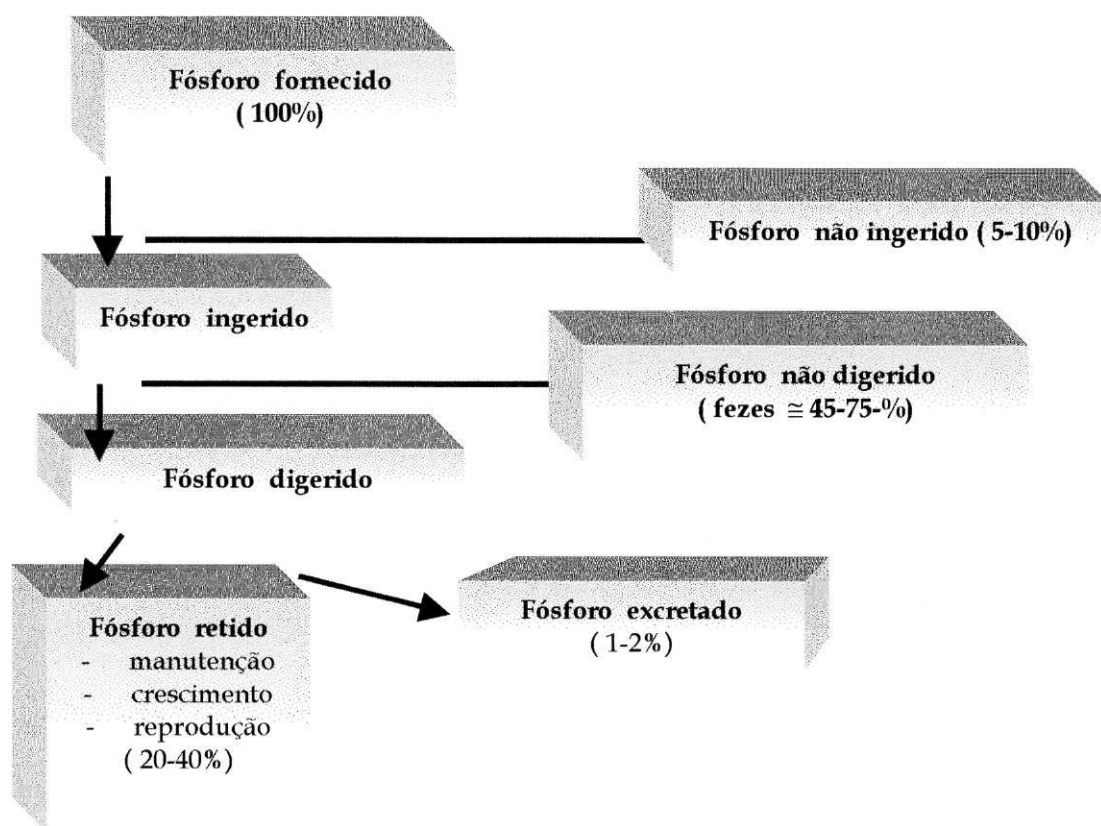 Fósforo fornecido
( 100%)
Fósforo não ingerido ( 5-10%)
Fósforo ingerido
Fósforo não digerido
( fezes ≅ 45-75-%)
Fósforo digerido
Fósforo retido
- manutenção
- crescimento
- reprodução
( 20-40%)
Fósforo excretado
( 1-2%)